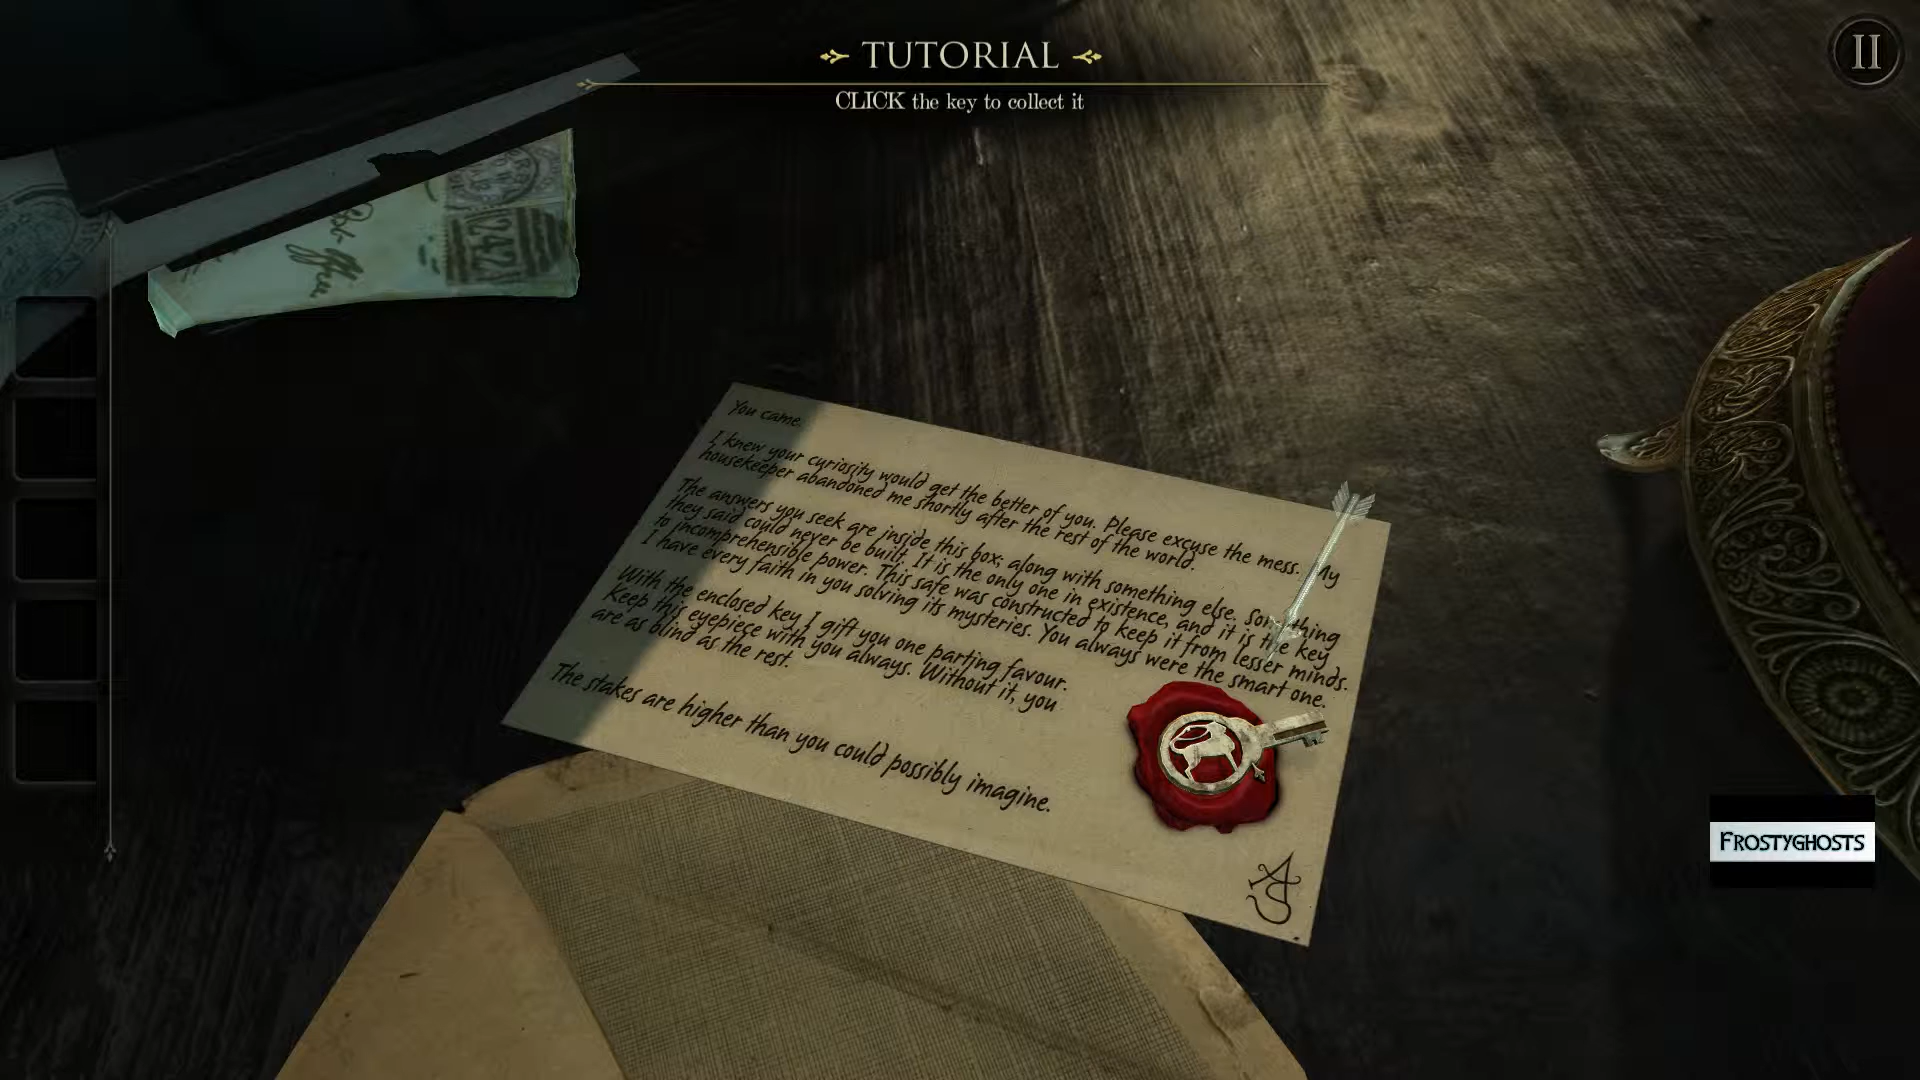 TUTORIAL
CLICK the key to collect it
Post-office
12421
You came.
I knew your curiosity would get the better of you. Please excuse the mess. My
housekeeper abandoned me shortly after the rest of the world.
The answers you seek are inside this box; along with something else. Something
they said could never be built. It is the only one in existence, and it is the key
to incomprehensible power. This safe was constructed to keep it from lesser minds.
I have every faith in you solving its mysteries. You always were the smart one.
With the enclosed key I gift you one parting favour.
Keep this eyepiece with you always. Without it, you
are as blind as the rest.
The stakes are higher than you could possibly imagine.
AS
FROSTYGHOSTS